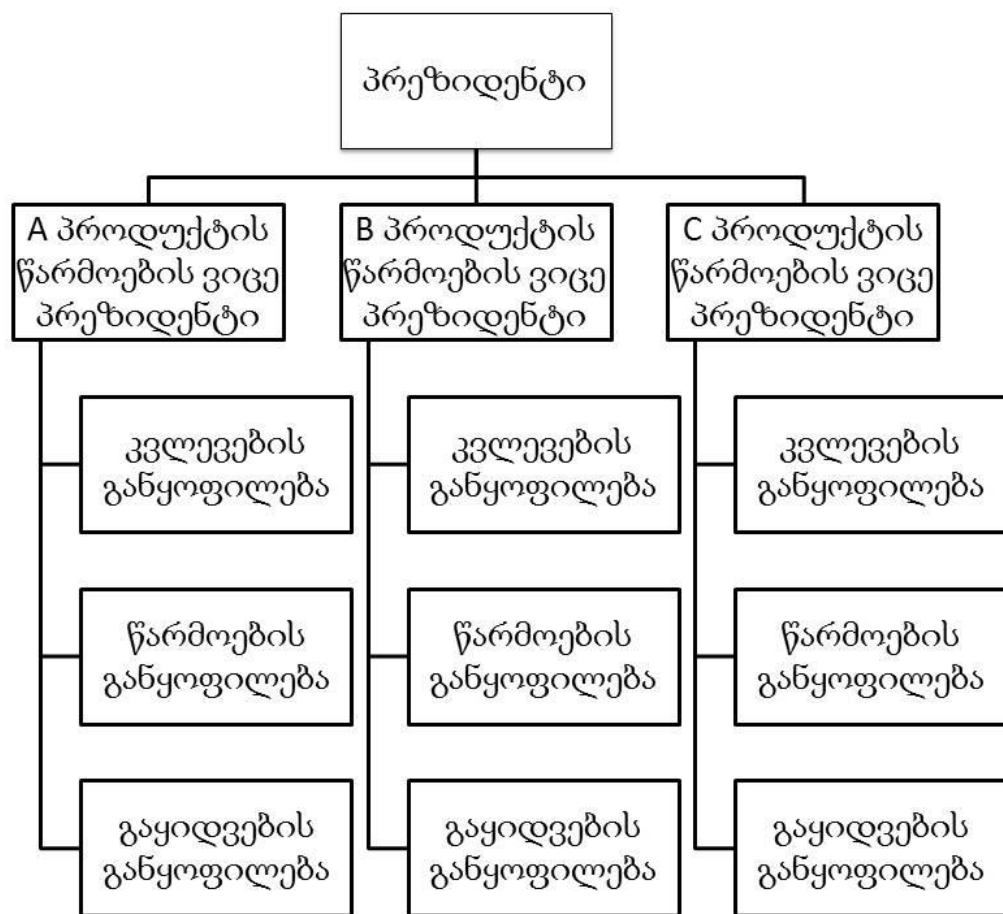 პრეზიდენტი
A პროდუქტის
წარმოების ვიცე
პრეზიდენტი
B პროდუქტის
წარმოების ვიცე
პრეზიდენტი
C პროდუქტის
წარმოების ვიცე
პრეზიდენტი
კვლევების
განყოფილება
კვლევების
განყოფილება
კვლევების
განყოფილება
წარმოების
განყოფილება
წარმოების
განყოფილება
წარმოების
განყოფილება
გაყიდვების
განყოფილება
გაყიდვების
განყოფილება
გაყიდვების
განყოფილება